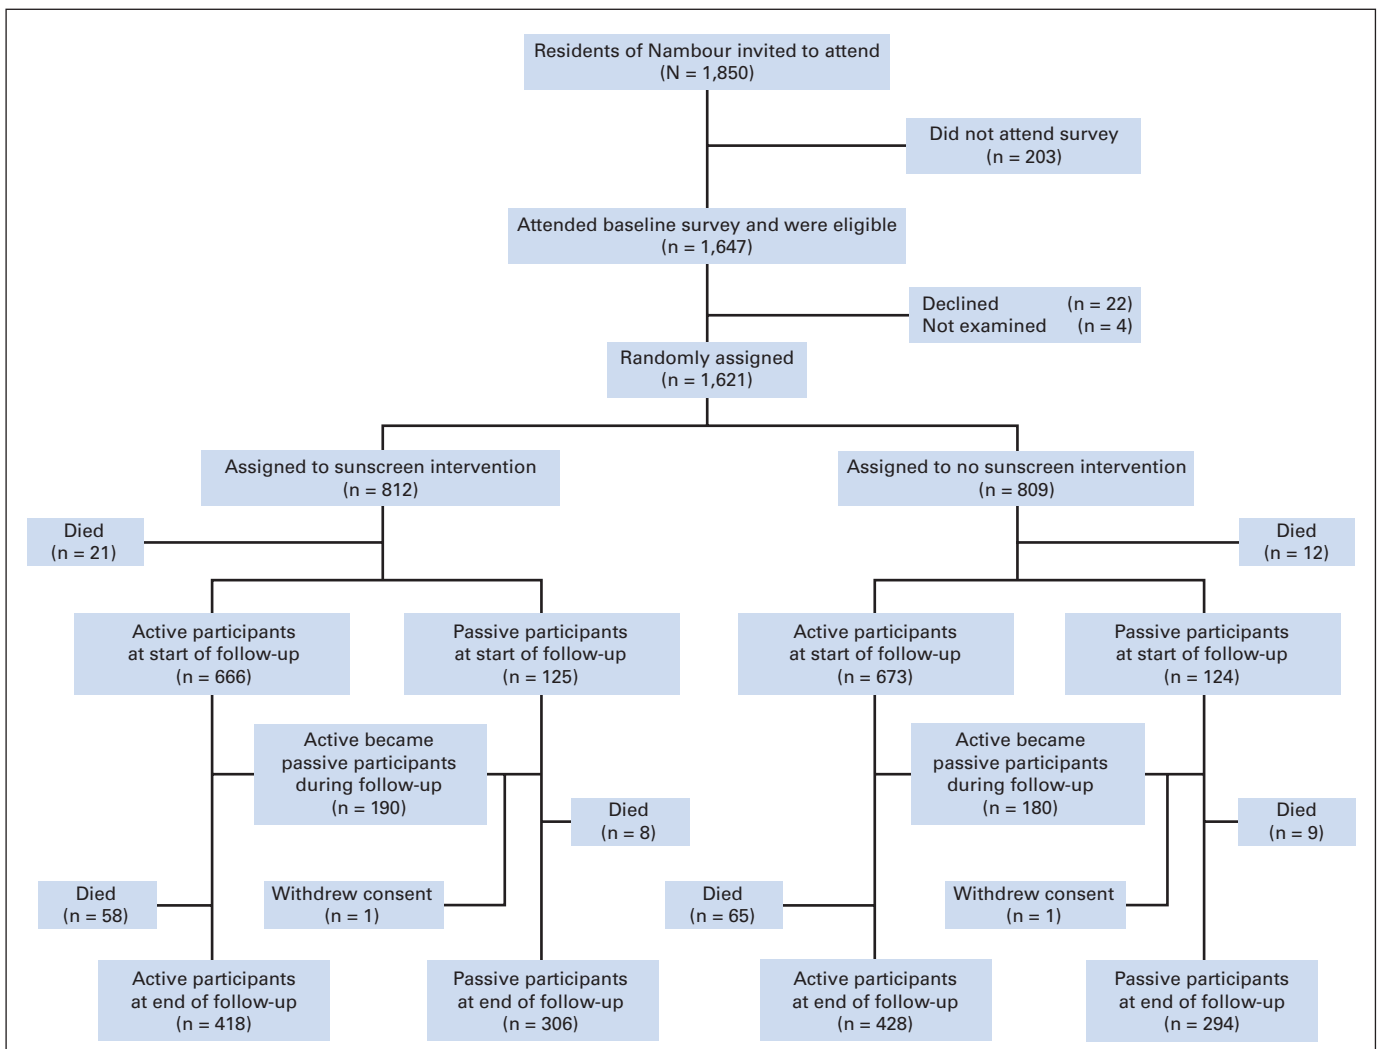 Residents of Nambour invited to attend
(N = 1,850)
Did not attend survey
(n = 203)
Attended baseline survey and were eligible
(n = 1,647)
Declined (n = 22)
Not examined (n = 4)
Randomly assigned
(n = 1,621)
Assigned to sunscreen intervention
(n = 812)
Assigned to no sunscreen intervention
(n = 809)
Died
(n = 21)
Died
(n = 12)
Active participants
at start of follow-up
(n = 666)
Passive participants
at start of follow-up
(n = 125)
Active participants
at start of follow-up
(n = 673)
Passive participants
at start of follow-up
(n = 124)
Active became
passive participants
during follow-up
(n = 190)
Active became
passive participants
during follow-up
(n = 180)
Died
(n = 8)
Died
(n = 9)
Died
(n = 58)
Withdrew consent
(n = 1)
Died
(n = 65)
Withdrew consent
(n = 1)
Active participants
at end of follow-up
(n = 418)
Passive participants
at end of follow-up
(n = 306)
Active participants
at end of follow-up
(n = 428)
Passive participants
at end of follow-up
(n = 294)